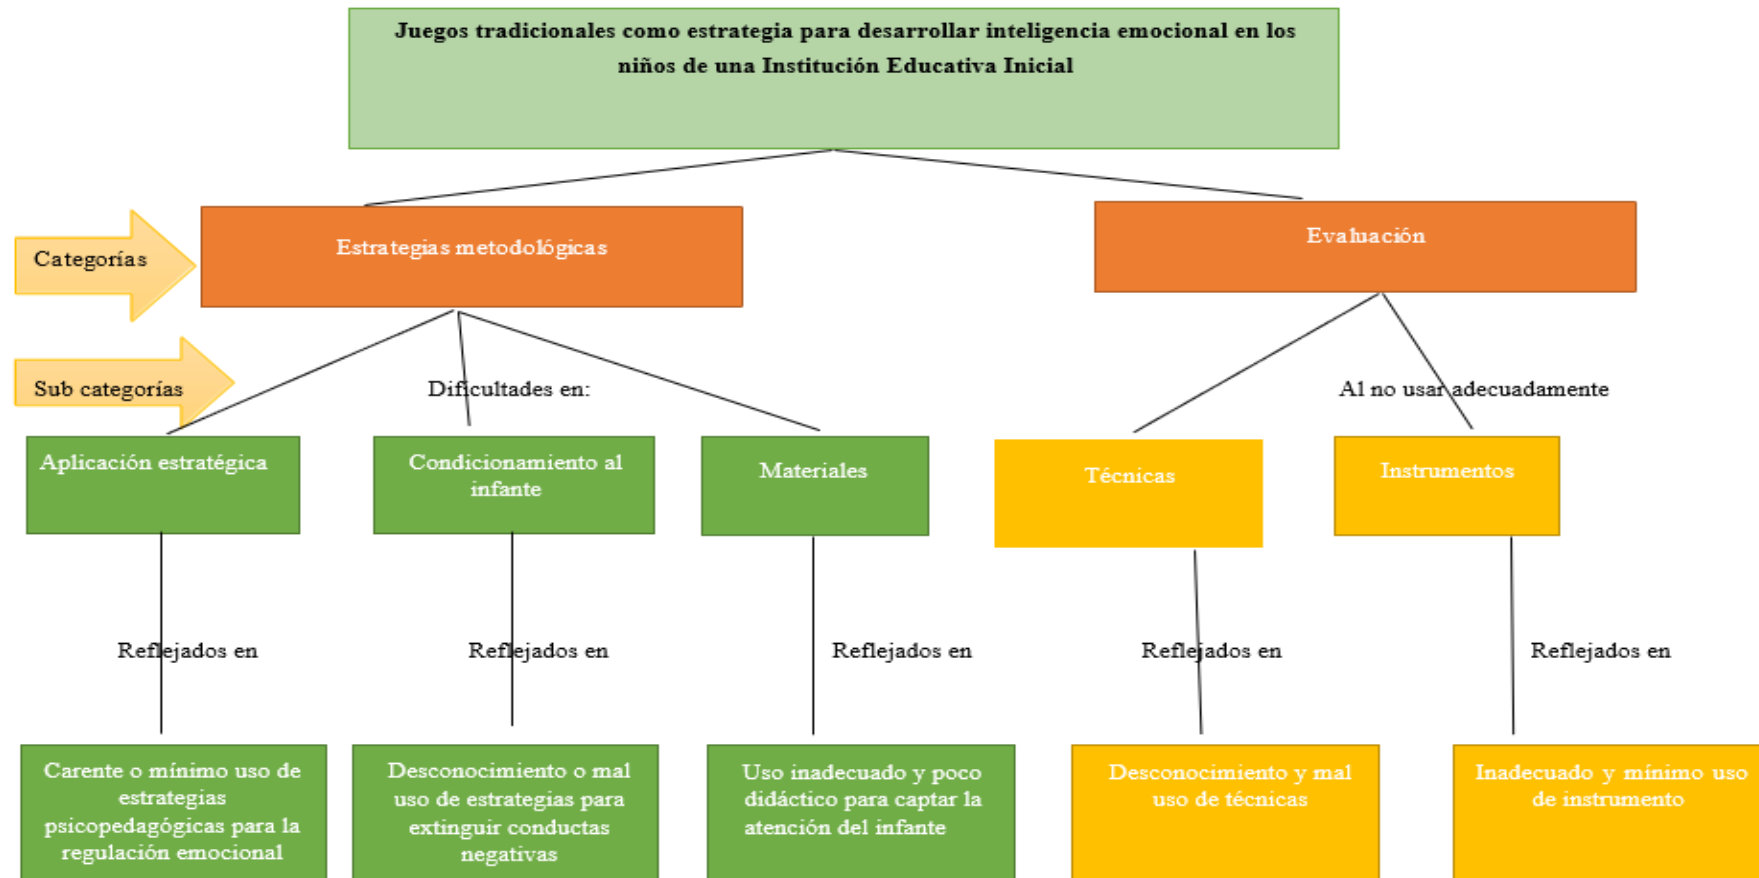 Juegos tradicionales como estrategia para desarrollar inteligencia emocional en los
niños de una Institución Educativa Inicial
Categorías
Estrategias metodológicas
Evaluación
Sub categorías
Dificultades en:
Al no usar adecuadamente
Aplicación estratégica
Condicionamiento al
infante
Materiales
Técnicas
Instrumentos
Reflejados en
Reflejados en
Reflejados en
Reflejados en
Reflejados en
Carente o mínimo uso de
estrategias
psicopedagógicas para la
regulación emocional
Desconocimiento o mal
uso de estrategias para
extinguir conductas
negativas
Uso inadecuado y poco
didáctico para captar la
atención del infante
Desconocimiento y mal
uso de técnicas
Inadecuado y mínimo uso
de instrumento